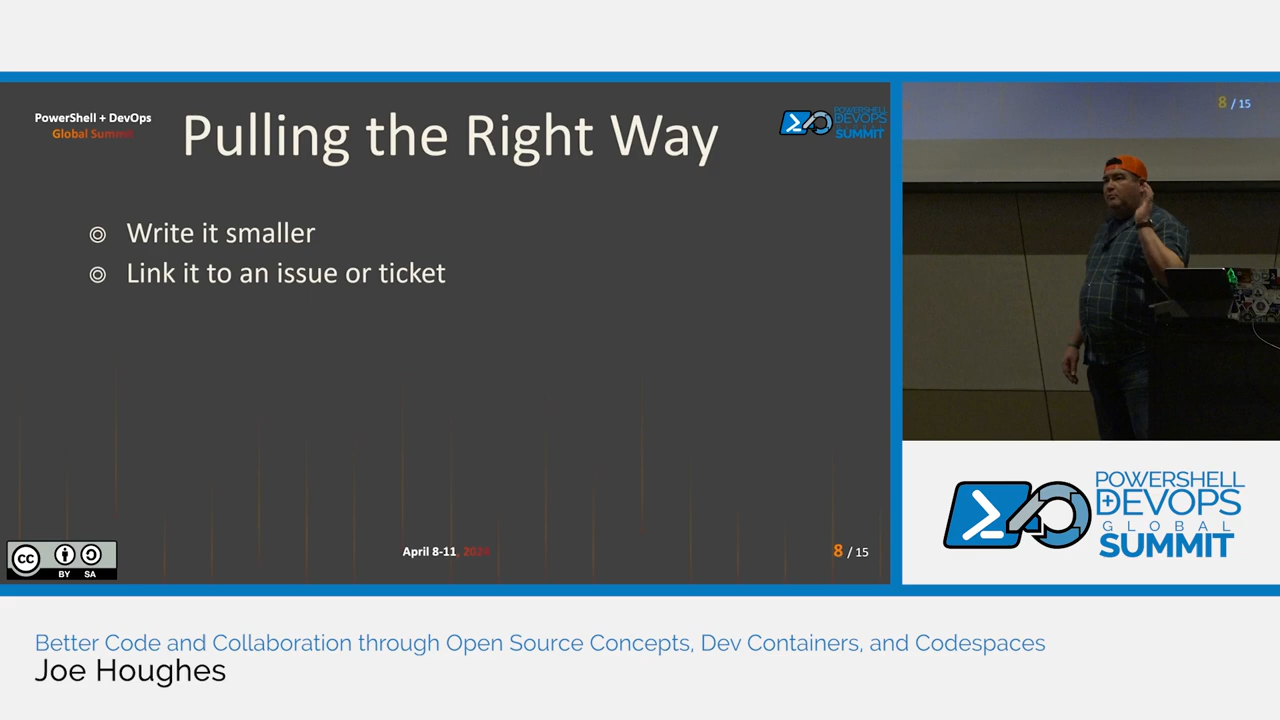 PowerShell + DevOps
Global Summit
Pulling the Right Way
POWERSHELL
DEVOPS
SUMMIT
Write it smaller
Link it to an issue or ticket
April 8-11, 2024
8 / 15
CC
BY SA
8 / 15
POWERSHELL
+DEVOPS
GLOBAL
SUMMIT
Better Code and Collaboration through Open Source Concepts, Dev Containers, and Codespaces
Joe Houghes